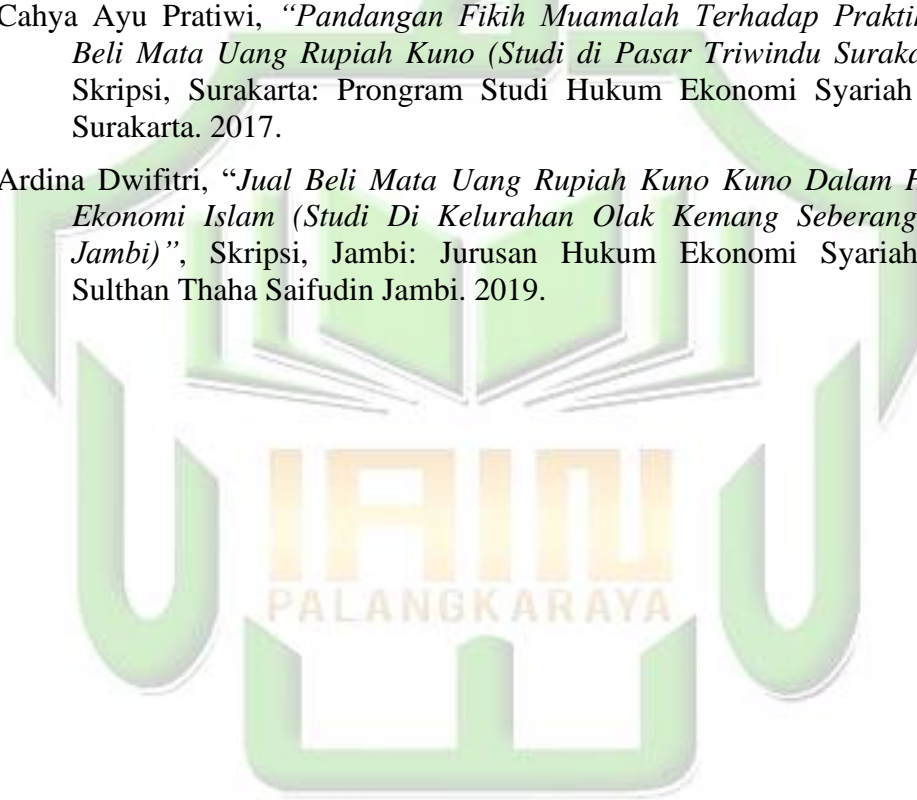 Cahya Ayu Pratiwi, “Pandangan Fikih Muamalah Terhadap
Beli Mata Uang Rupiah Kuno (Studi di Pasar Triwindu
Skripsi, Surakarta: Prongram Studi Hukum Ekonomi Syariah
Surakarta. 2017.
Ardina Dwifitri, “Jual Beli Mata Uang Rupiah Kuno Kuno Dalam
Ekonomi Islam (Studi Di Kelurahan Olak Kemang Seberang
Jambi)”, Skripsi, Jambi: Jurusan Hukum Ekonomi Syariah
Sulthan Thaha Saifudin Jambi. 2019.
IAIN
PALANGKARAYA